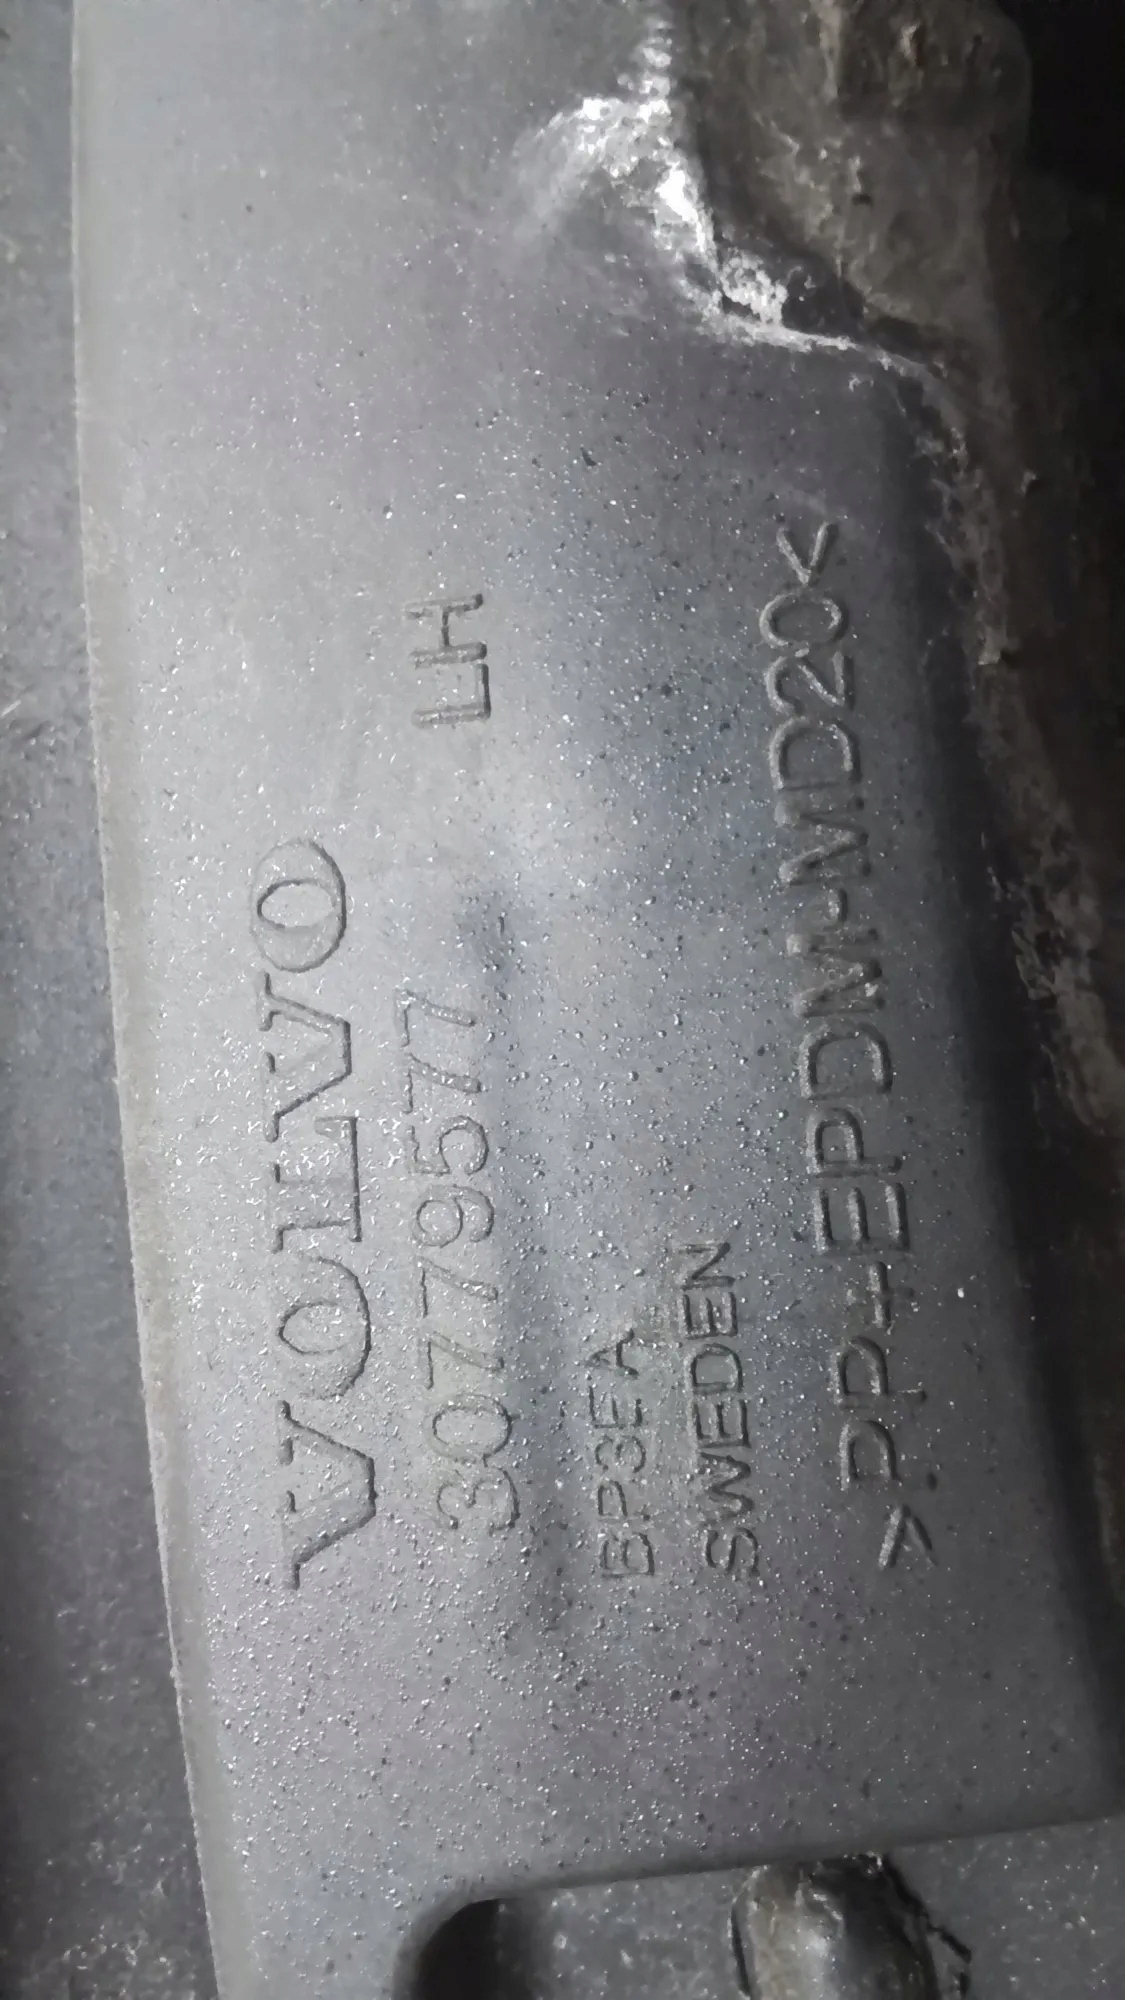 VOLVO
30779577 LH
EP3EA
SWEDEN
>PP+EPDM-MD20<